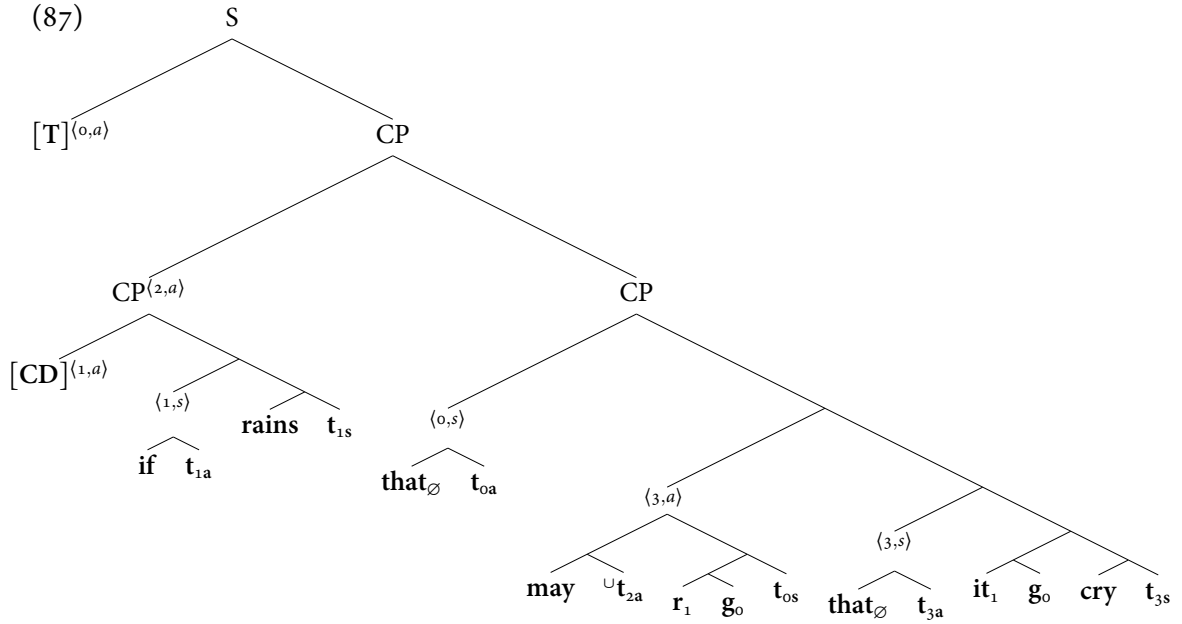 (87)
S
[T]⟨0,a⟩ CP
CP⟨2,a⟩ CP
[CD]⟨1,a⟩
⟨1,s⟩ rains t₁ₛ ⟨0,s⟩
if t₁ₐ that∅ t₀ₐ
⟨3,a⟩ ⟨3,s⟩
may ᑌt₂ₐ r₁ g₀ t₀ₛ that∅ t₃ₐ it₁ g₀ cry t₃ₛ